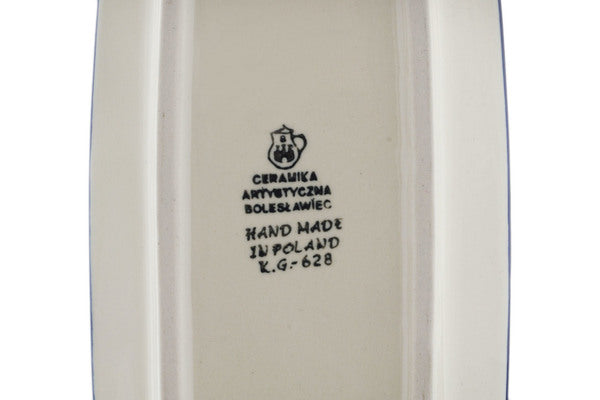 B
CERAMIKA
ARTYSTYCZNA
BOLESŁAWIEC
HAND MADE
IN POLAND
K.G.-628